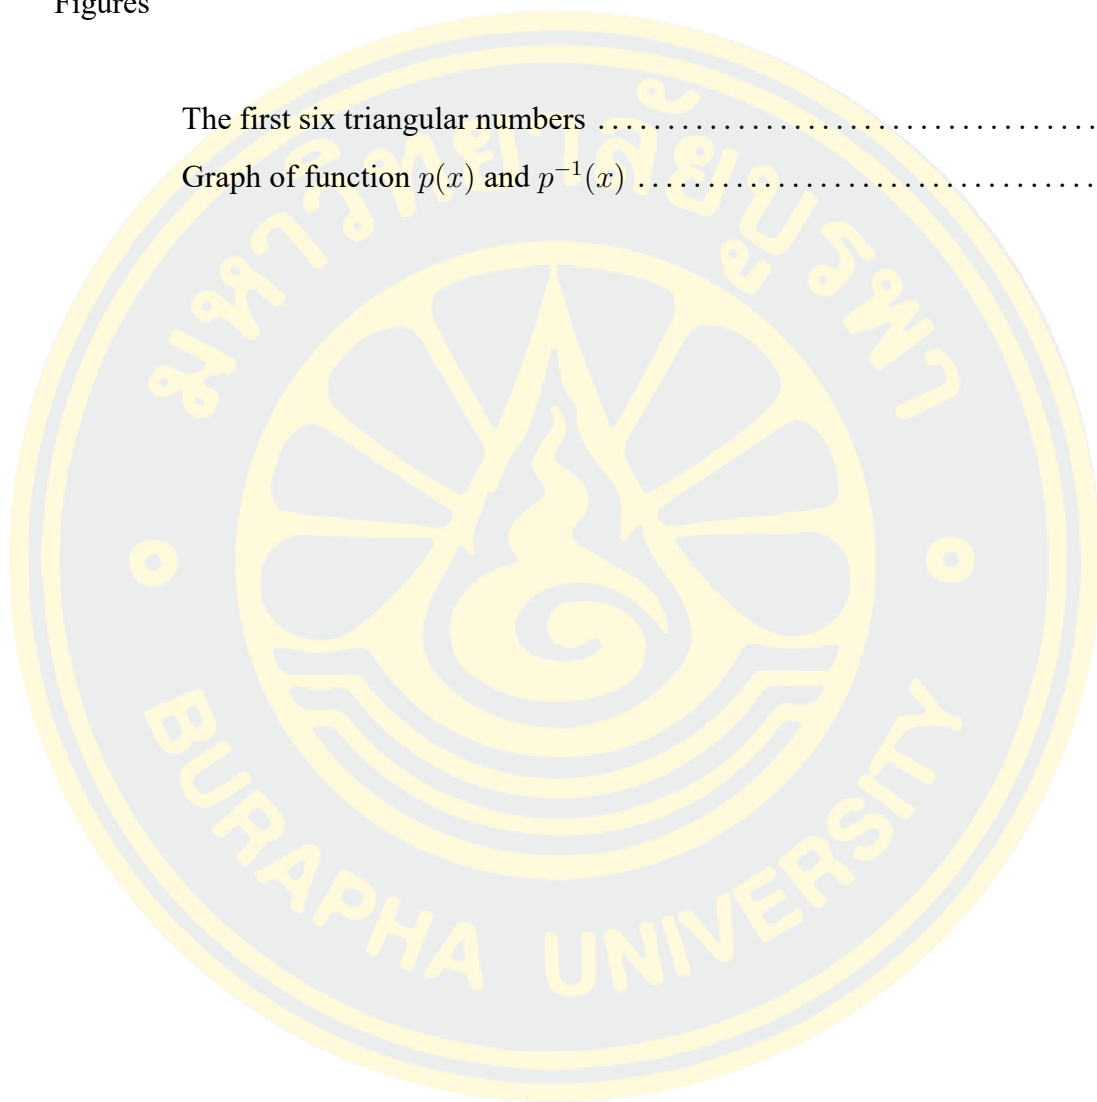 Figures
The first six triangular numbers ....................................
Graph of function p(x) and p⁻¹(x) .................................
มหาวิทยาลัยบูรพา
BURAPHA UNIVERSITY